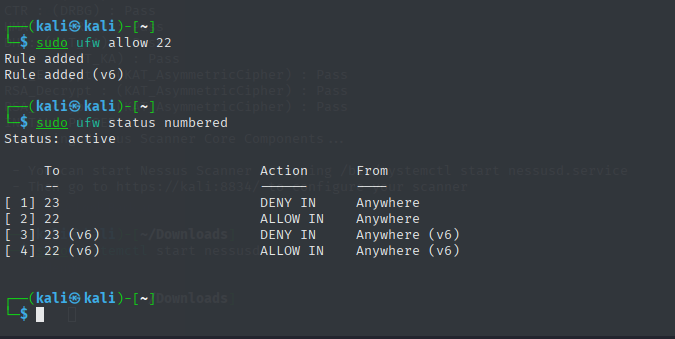 ┌──(kali㉿kali)-[~]
└─$ sudo ufw allow 22
Rule added
Rule added (v6)
┌──(kali㉿kali)-[~]
└─$ sudo ufw status numbered
Status: active
To Action From
-- ------ ----
[ 1] 23 DENY IN Anywhere
[ 2] 22 ALLOW IN Anywhere
[ 3] 23 (v6) DENY IN Anywhere (v6)
[ 4] 22 (v6) ALLOW IN Anywhere (v6)
┌──(kali㉿kali)-[~]
└─$